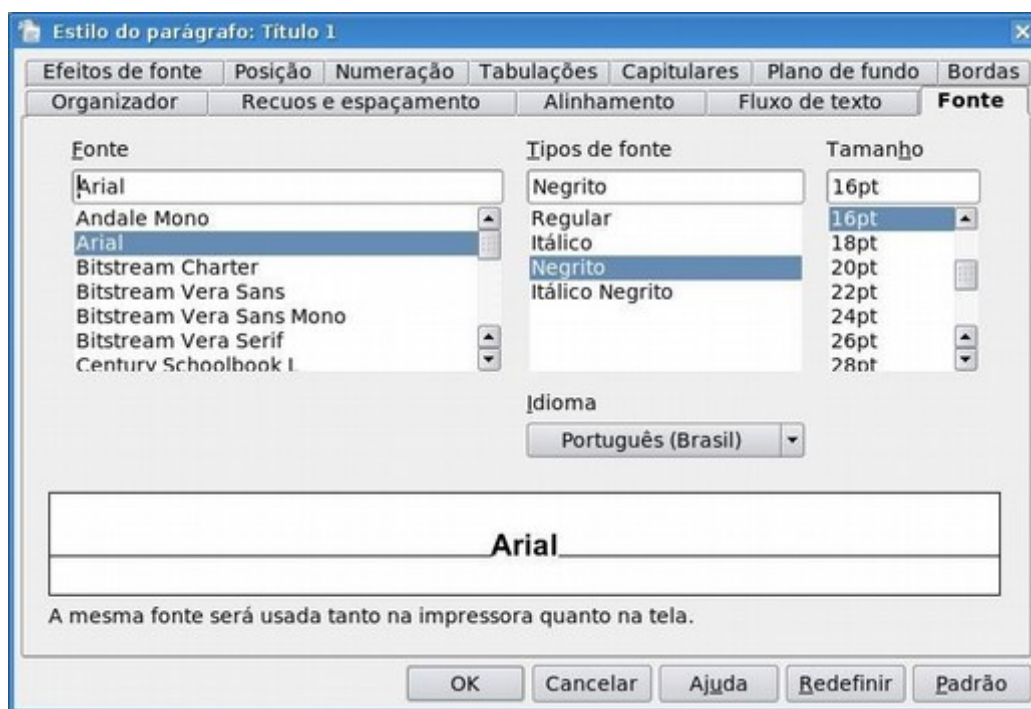 Estilo do parágrafo: Título 1
Efeitos de fonte Posição Numeração Tabulações Capitulares Plano de fundo Bordas
Organizador Recuos e espaçamento Alinhamento Fluxo de texto Fonte
Fonte Tipos de fonte Tamanho
Arial Negrito 16pt
Andale Mono Regular 16pt
Arial Itálico 18pt
Bitstream Charter Negrito 20pt
Bitstream Vera Sans Itálico Negrito 22pt
Bitstream Vera Sans Mono 24pt
Bitstream Vera Serif 26pt
Century Schoolbook L 28pt
Idioma
Português (Brasil)
Arial
A mesma fonte será usada tanto na impressora quanto na tela.
OK Cancelar Ajuda Redefinir Padrão